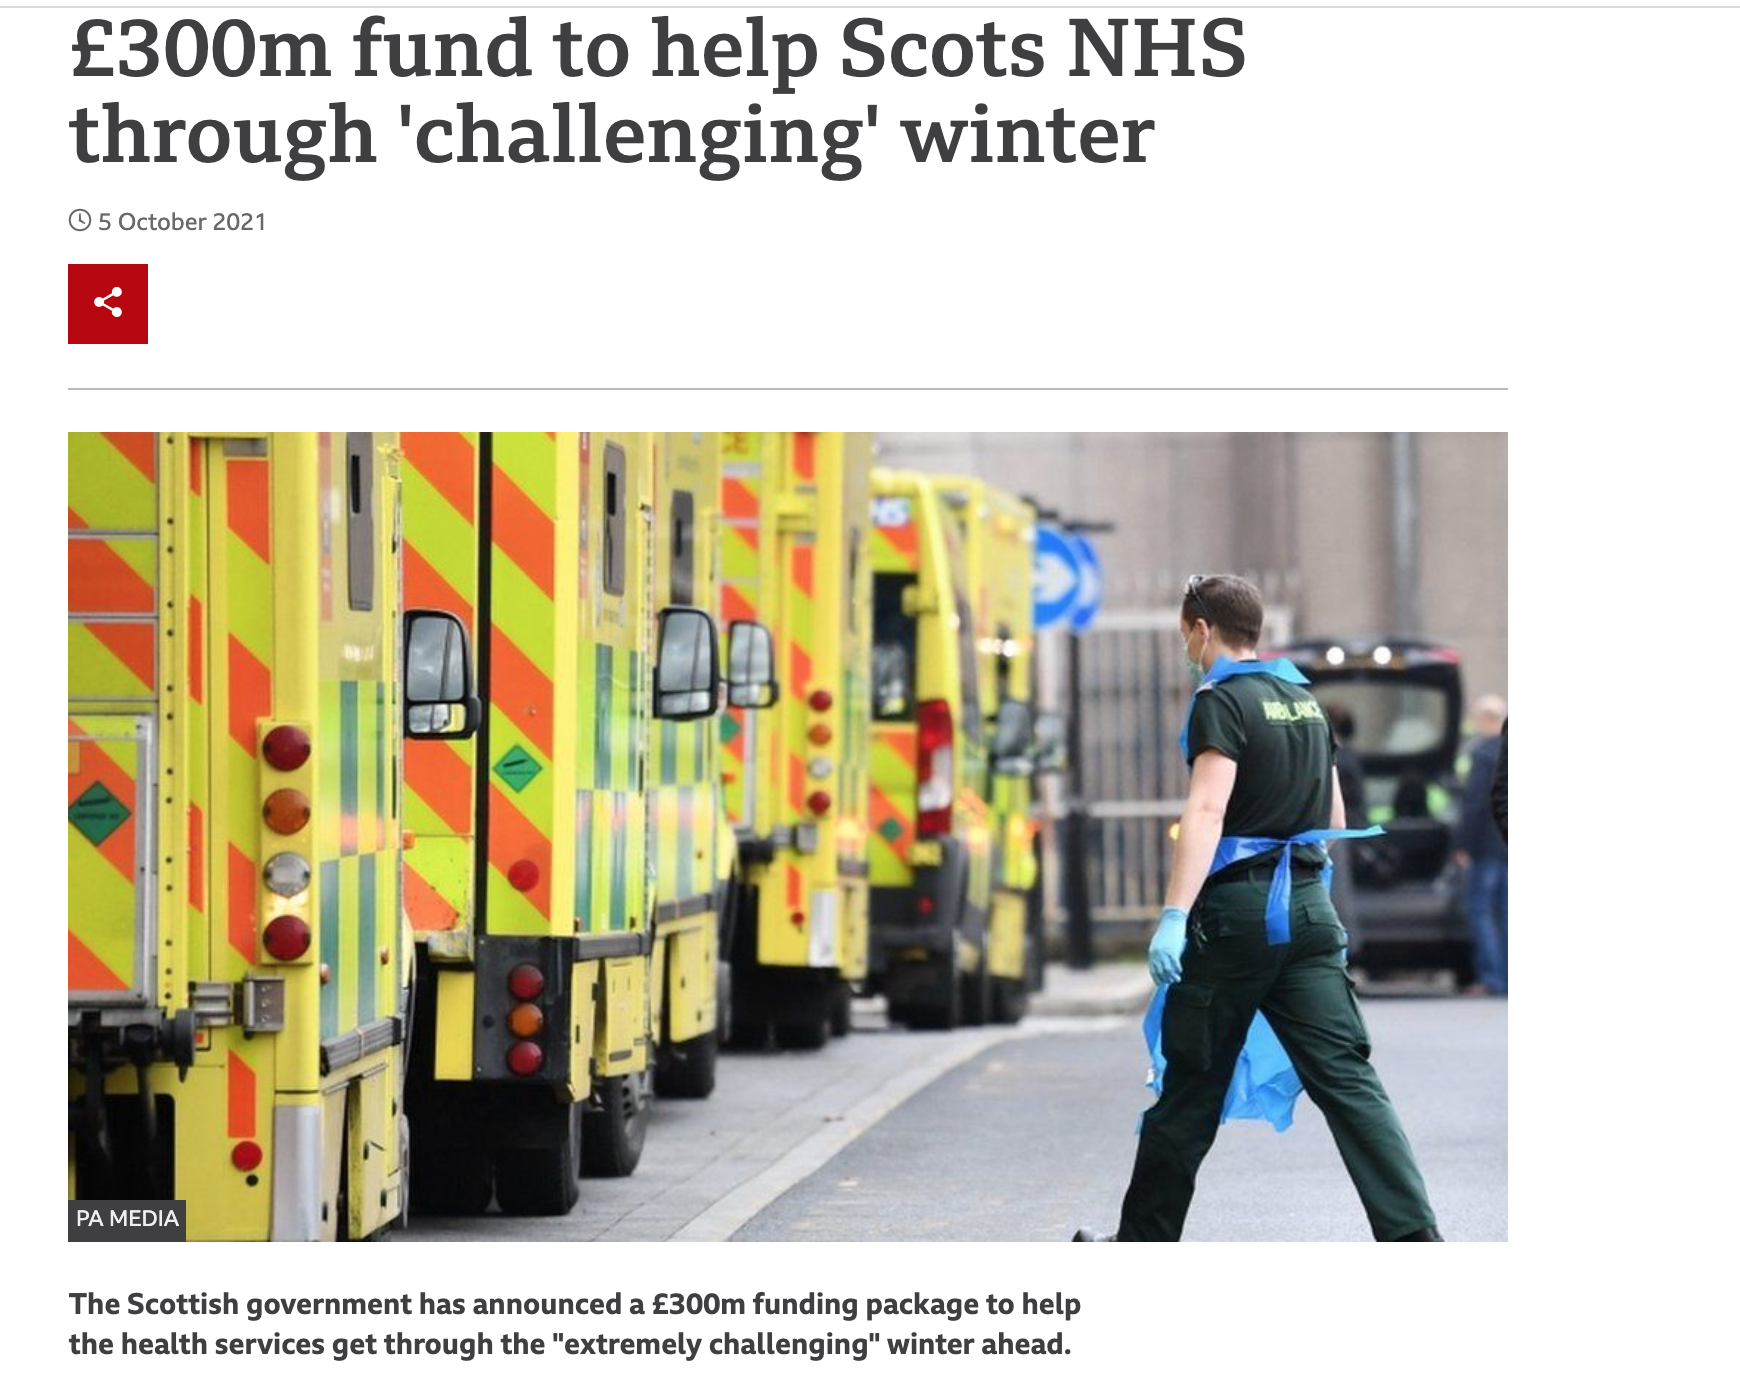 £300m fund to help Scots NHS
through 'challenging' winter
5 October 2021
AMBULANCE
PA MEDIA
The Scottish government has announced a £300m funding package to help
the health services get through the "extremely challenging" winter ahead.